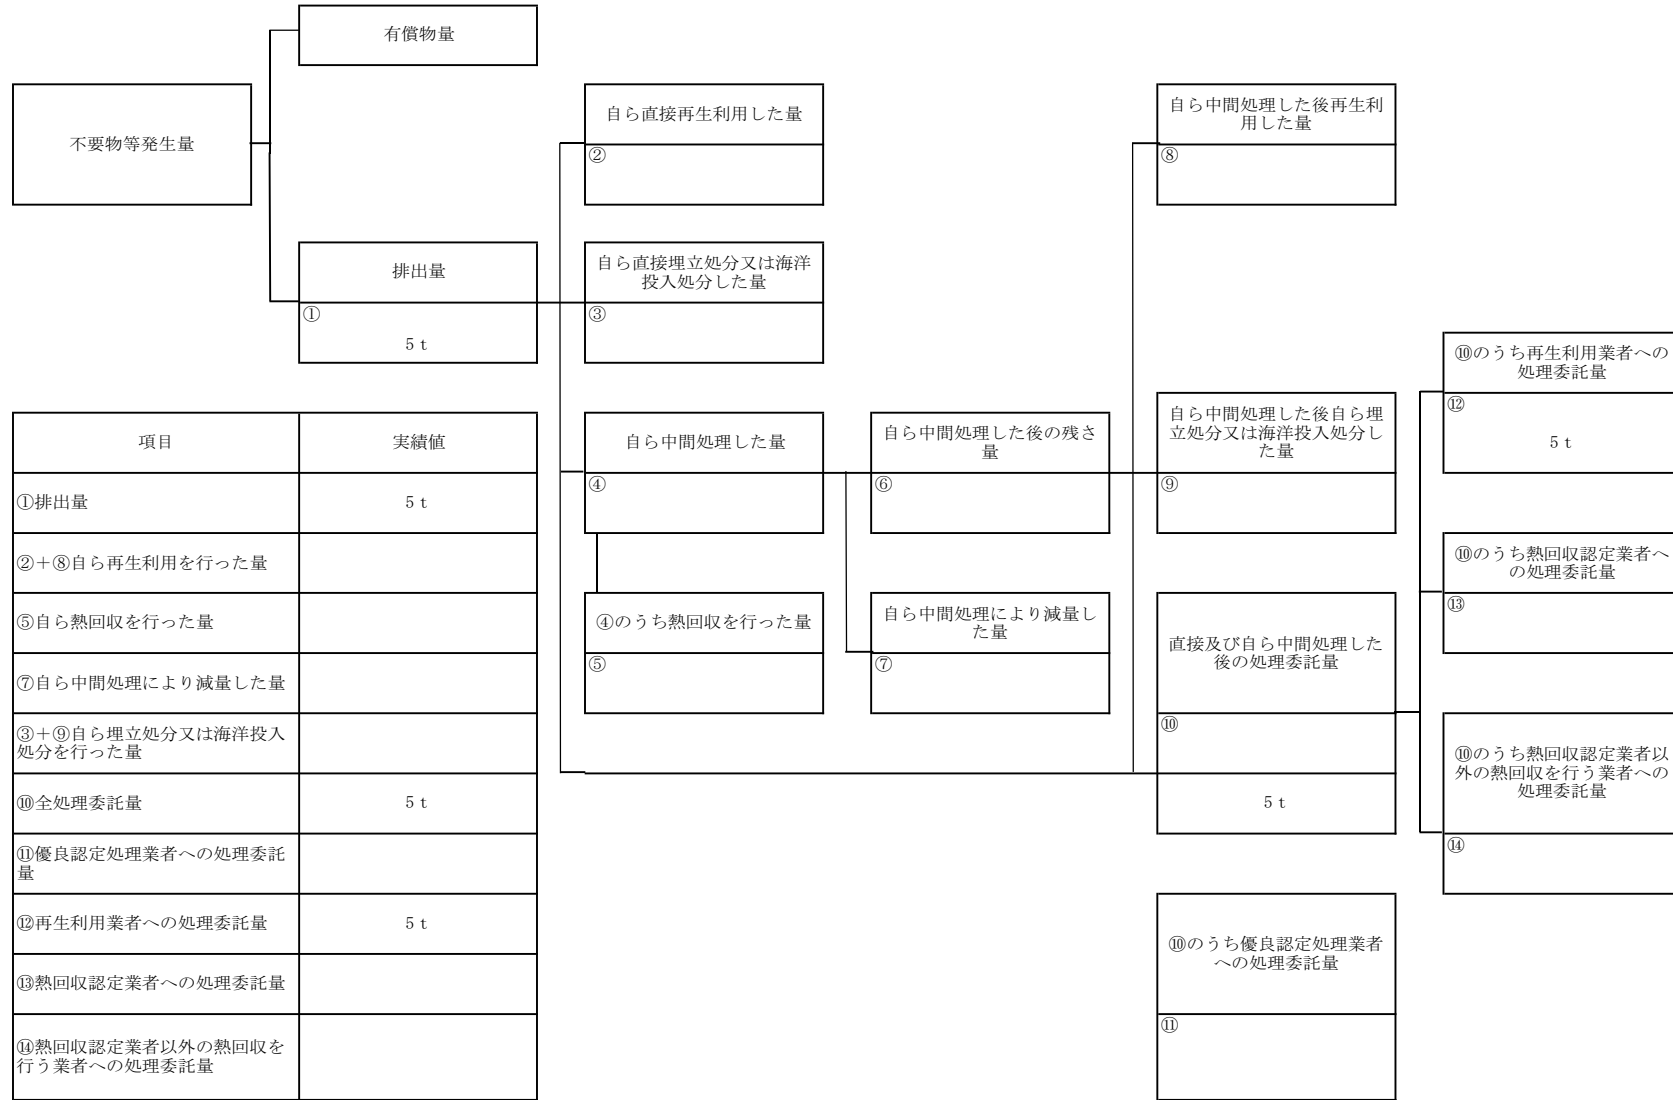 有償物量
不要物等発生量
自ら直接再生利用した量
②
自ら中間処理した後再生利
用した量
⑧
排出量
①
5 t
自ら直接埋立処分又は海洋
投入処分した量
③
⑩のうち再生利用業者への
処理委託量
⑫
5 t
自ら中間処理した量
④
自ら中間処理した後の残さ
量
⑥
自ら中間処理した後自ら埋
立処分又は海洋投入処分し
た量
⑨
⑩のうち熱回収認定業者へ
の処理委託量
⑬
④のうち熱回収を行った量
⑤
自ら中間処理により減量し
た量
⑦
直接及び自ら中間処理した
後の処理委託量
⑩
5 t
⑩のうち熱回収認定業者以
外の熱回収を行う業者への
処理委託量
⑭
⑩のうち優良認定処理業者
への処理委託量
⑪
項目 実績値
①排出量 5 t
②＋⑧自ら再生利用を行った量
⑤自ら熱回収を行った量
⑦自ら中間処理により減量した量
③＋⑨自ら埋立処分又は海洋投入
処分を行った量
⑩全処理委託量 5 t
⑪優良認定処理業者への処理委託
量
⑫再生利用業者への処理委託量 5 t
⑬熱回収認定業者への処理委託量
⑭熱回収認定業者以外の熱回収を
行う業者への処理委託量